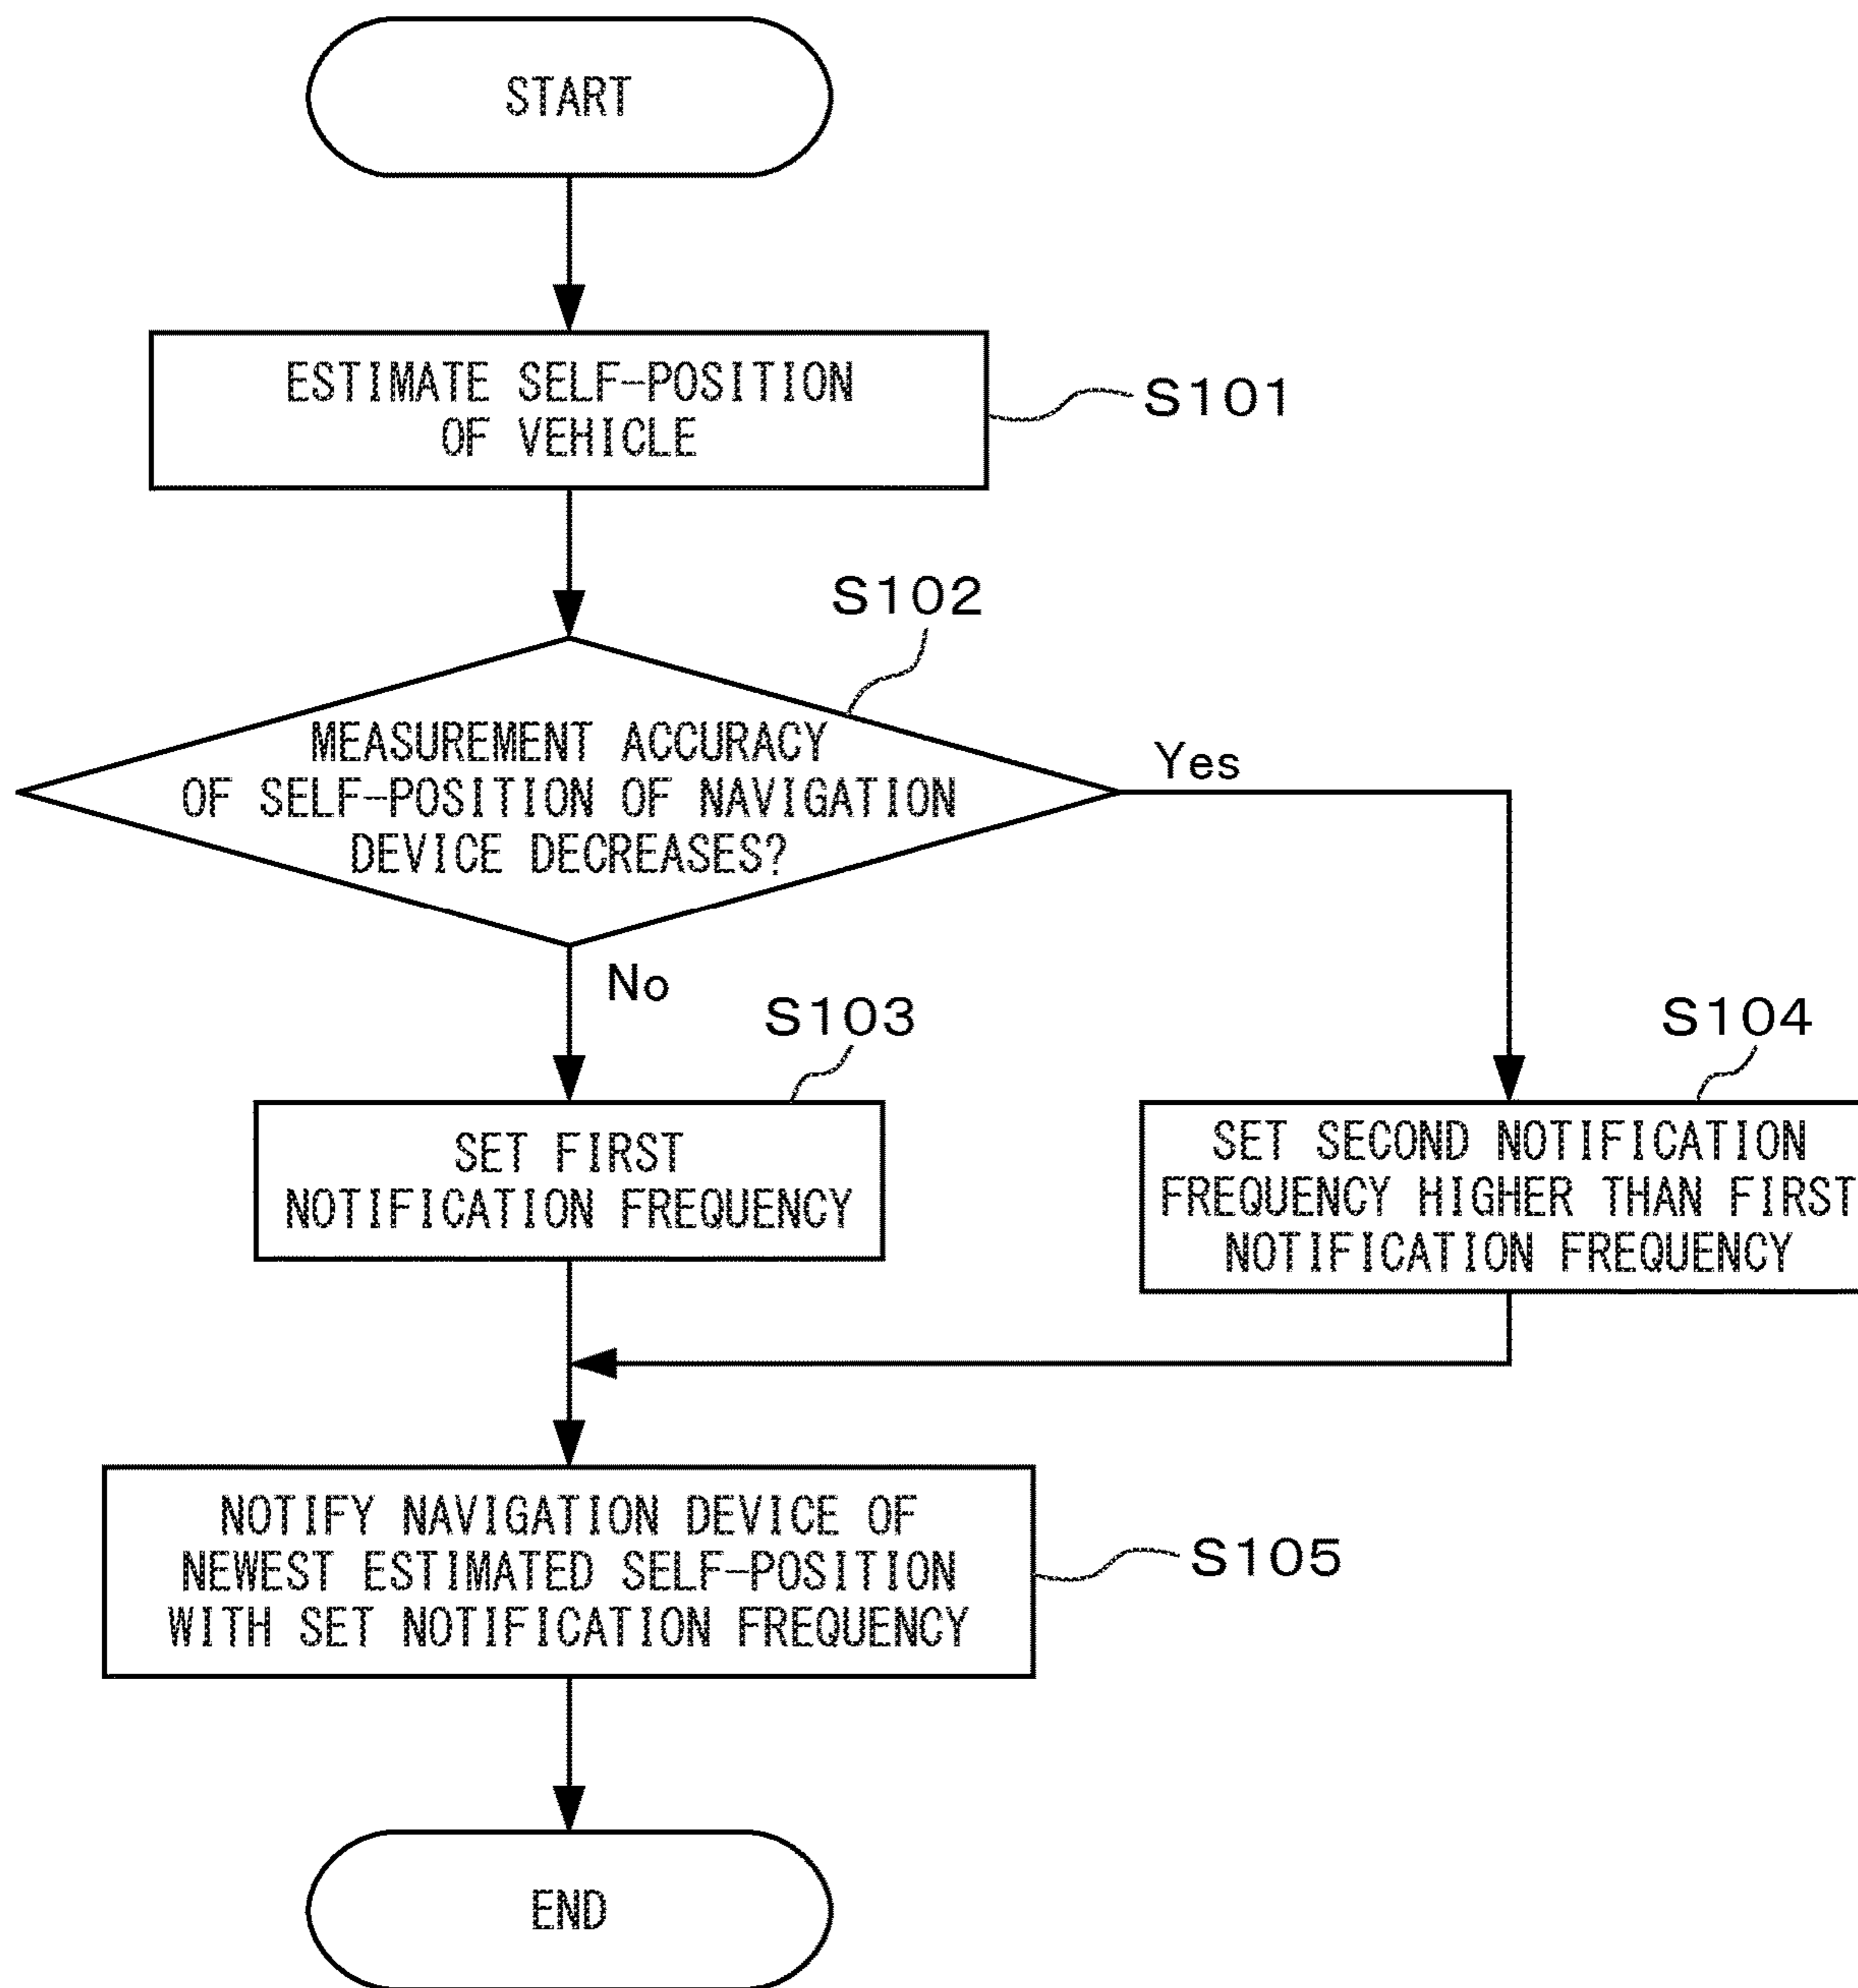 START
ESTIMATE SELF-POSITION
OF VEHICLE
S101
S102
MEASUREMENT ACCURACY
OF SELF-POSITION OF NAVIGATION
DEVICE DECREASES?
Yes
No
S103
SET FIRST
NOTIFICATION FREQUENCY
S104
SET SECOND NOTIFICATION
FREQUENCY HIGHER THAN FIRST
NOTIFICATION FREQUENCY
NOTIFY NAVIGATION DEVICE OF
NEWEST ESTIMATED SELF-POSITION
WITH SET NOTIFICATION FREQUENCY
S105
END